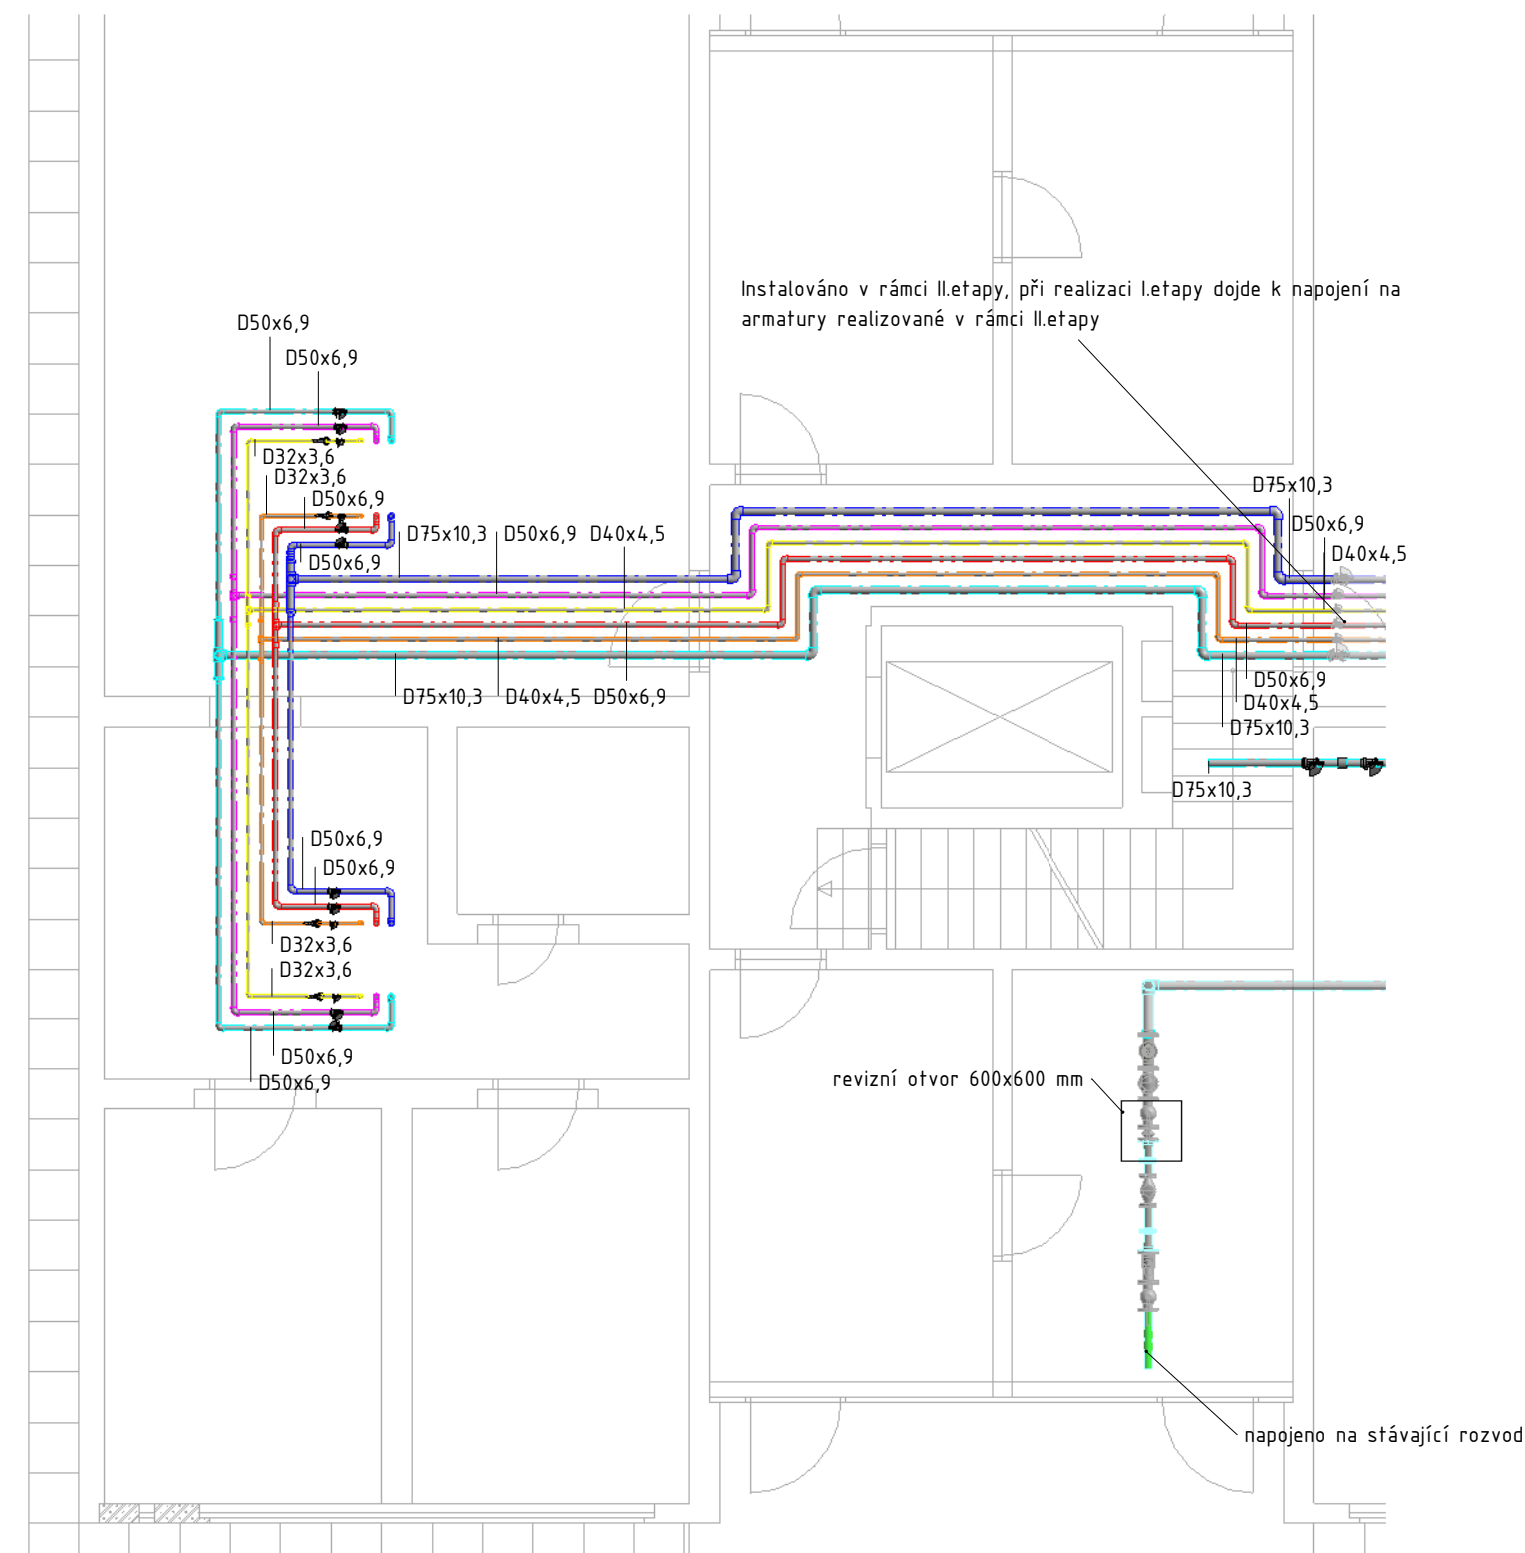 Instalováno v rámci II.etapy, při realizaci I.etapy dojde k napojení na
armatury realizované v rámci II.etapy
D50x6,9
D50x6,9
D32x3,6
D32x3,6
D50x6,9
D50x6,9
D75x10,3
D50x6,9
D40x4,5
D75x10,3
D50x6,9
D40x4,5
D75x10,3
D40x4,5
D50x6,9
D50x6,9
D40x4,5
D75x10,3
D75x10,3
D50x6,9
D50x6,9
D32x3,6
D32x3,6
D50x6,9
D50x6,9
revizní otvor 600x600 mm
napojeno na stávající rozvod